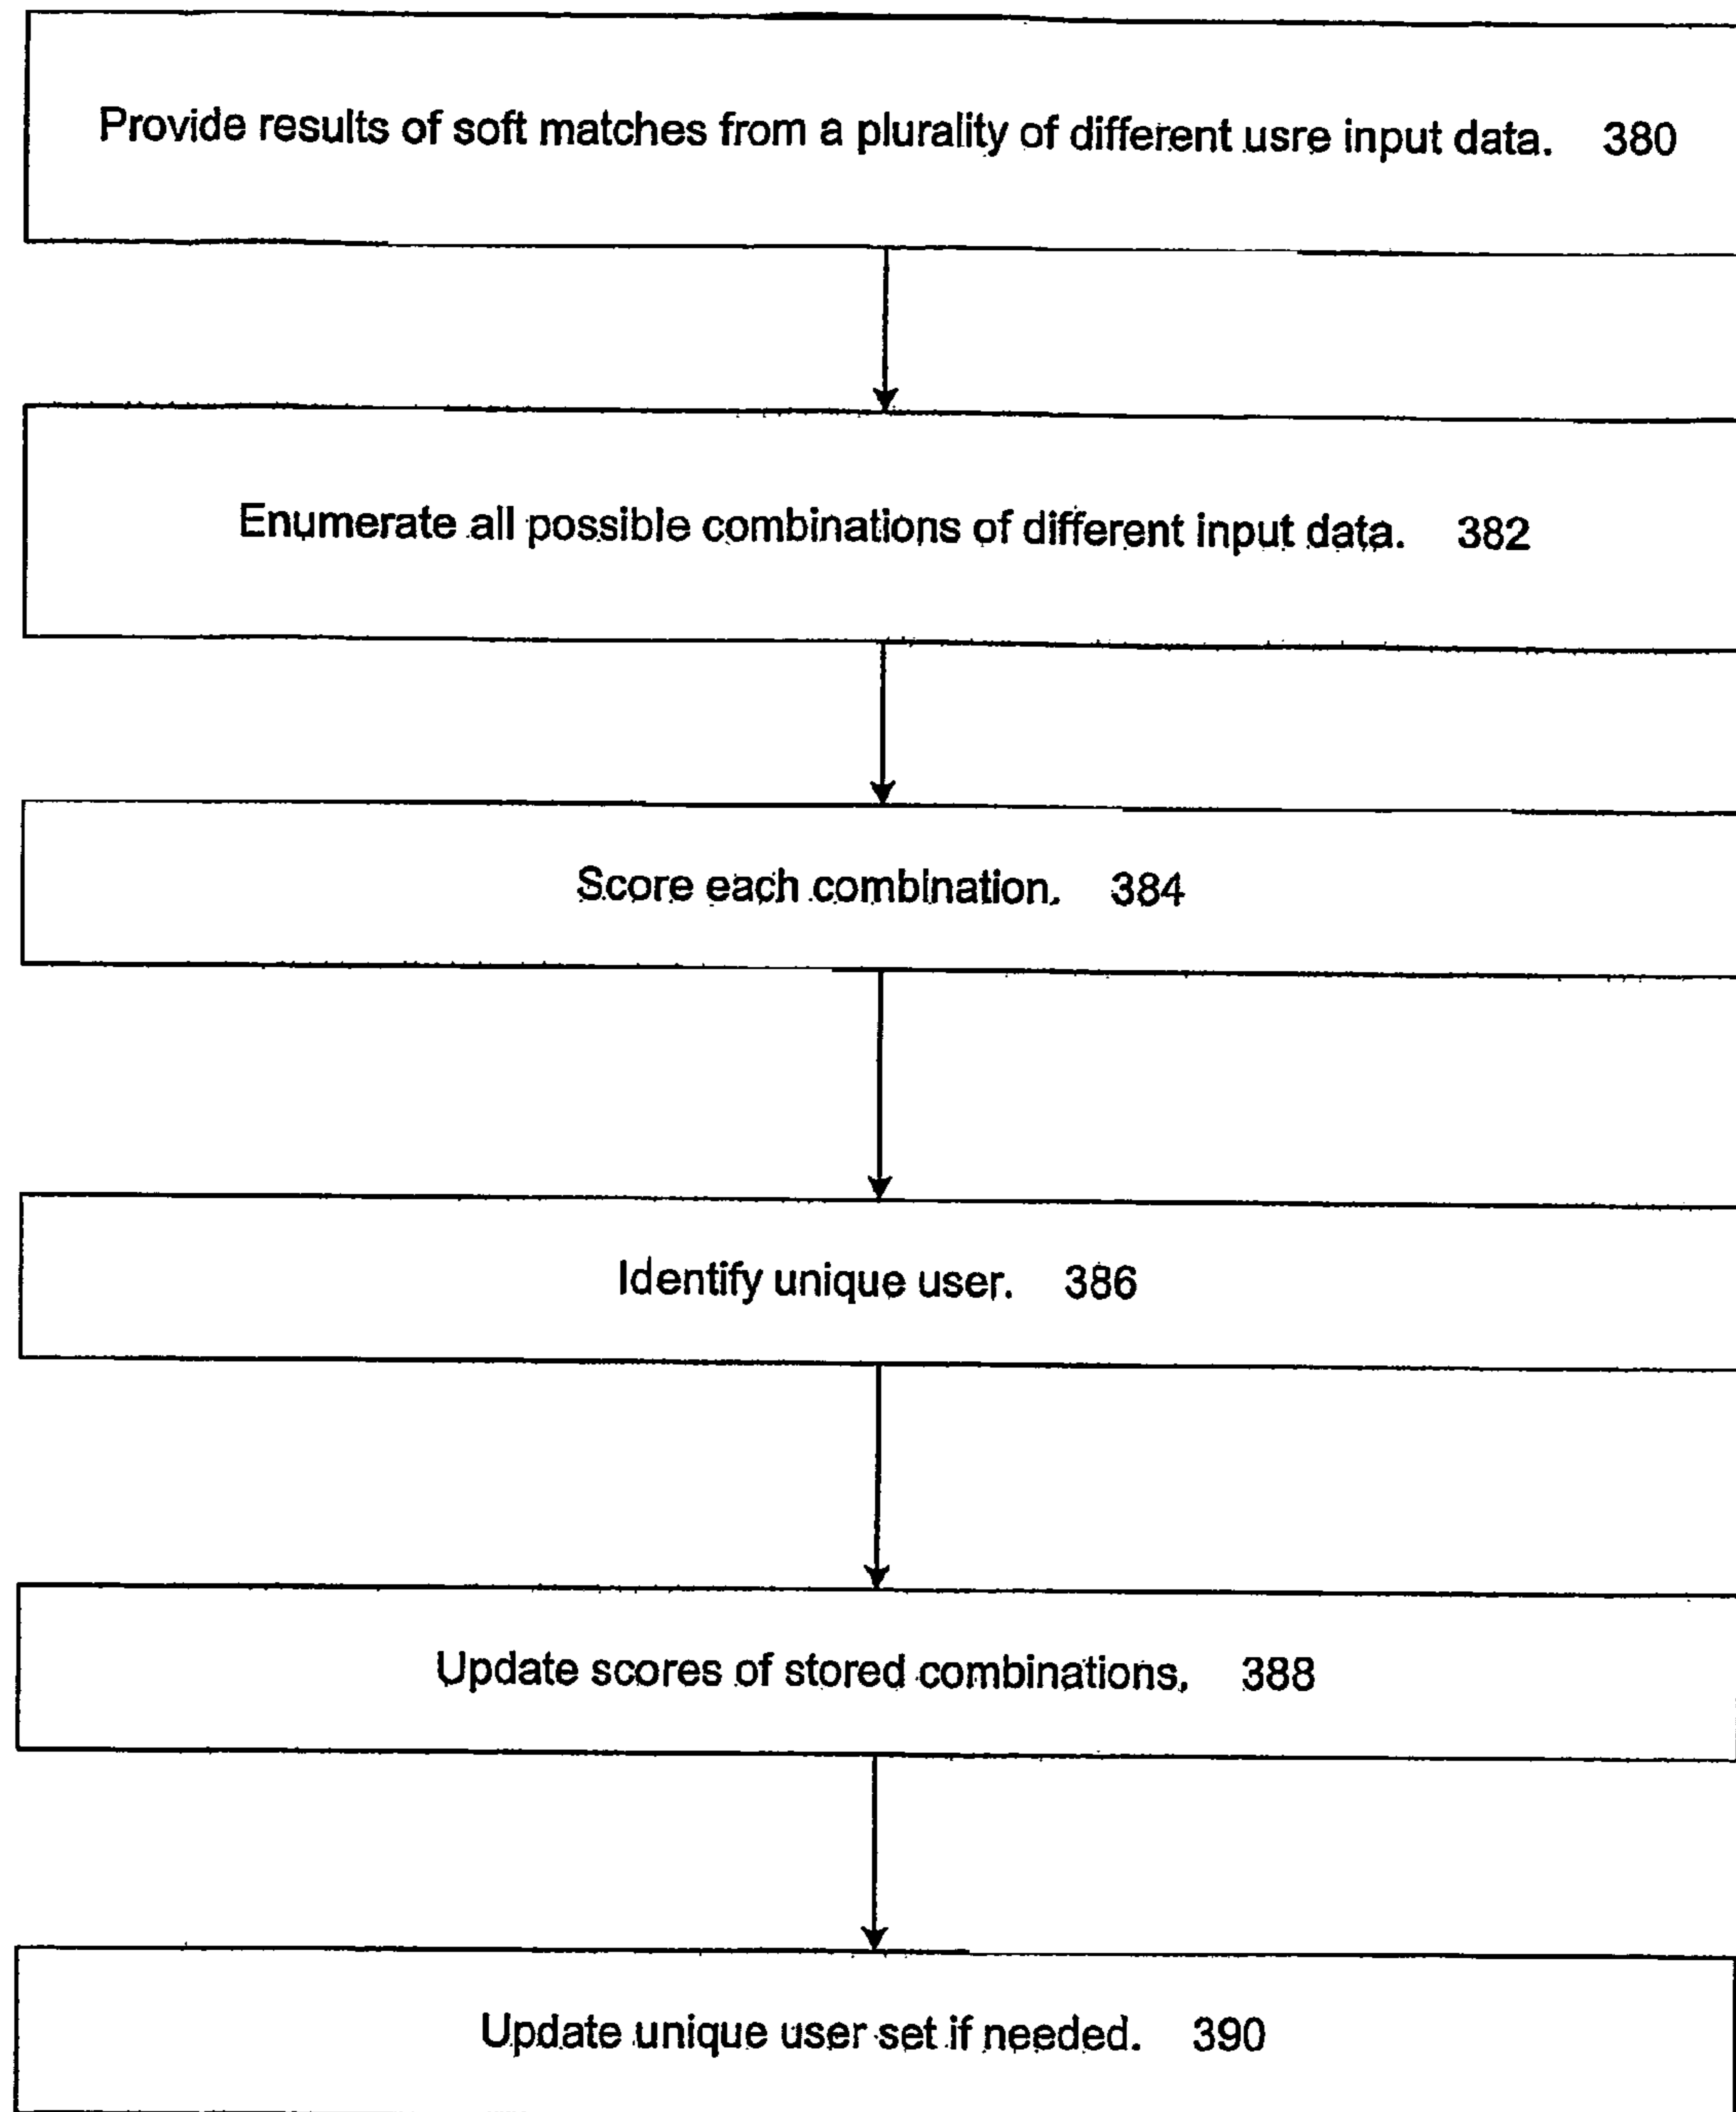 Provide results of soft matches from a plurality of different usre input data. 380
Enumerate all possible combinations of different input data. 382
Score each combination. 384
Identify unique user. 386
Update scores of stored combinations. 388
Update unique user set if needed. 390